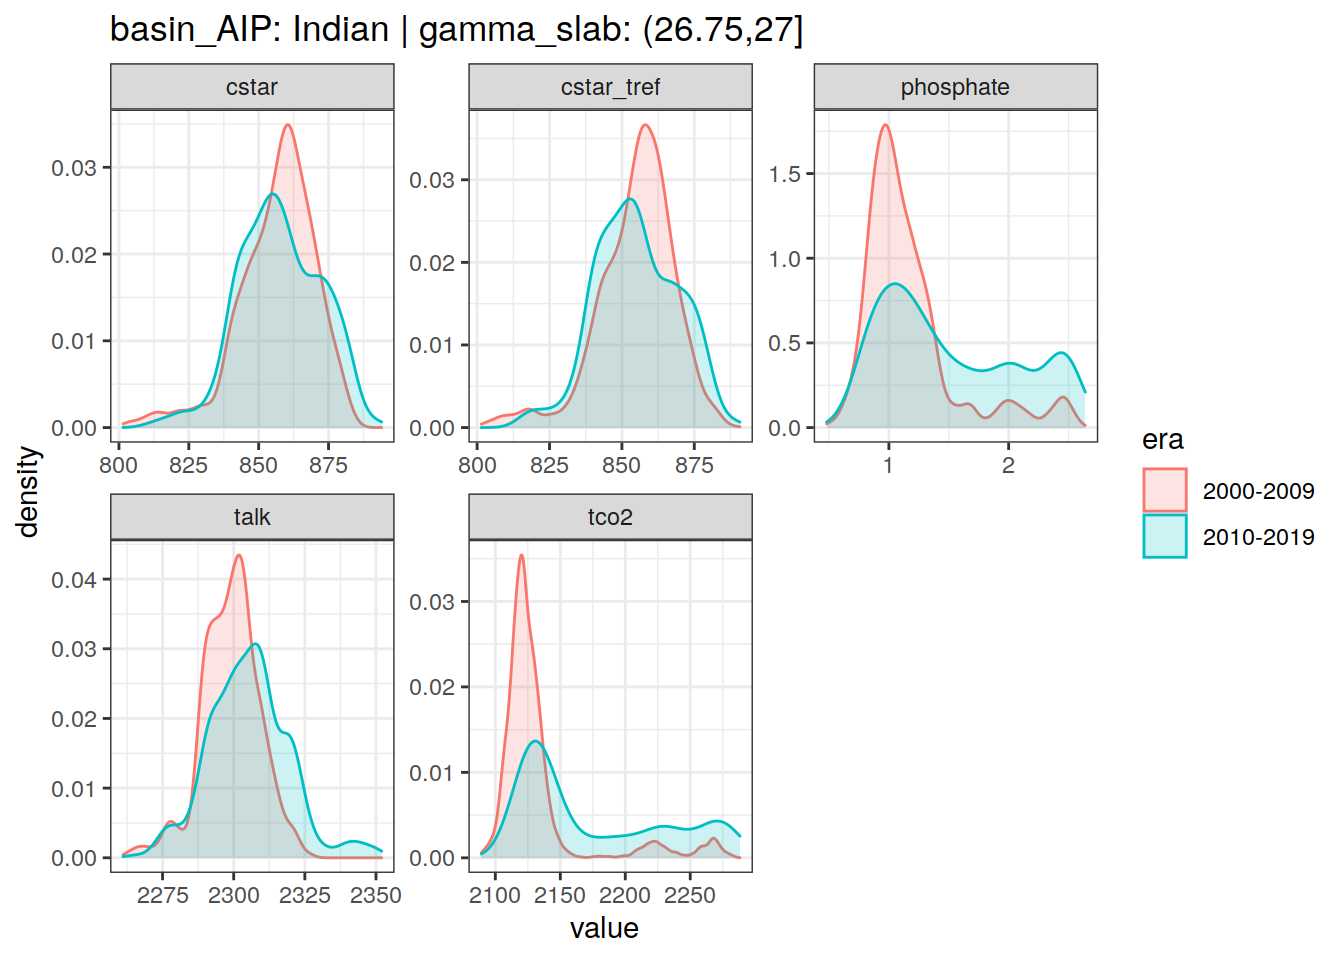 basin_AIP: Indian | gamma_slab: (26.75,27]
cstar
cstar_tref
phosphate
0.03
0.02
0.01
0.00
800 825 850 875
0.03
0.02
0.01
0.00
800 825 850 875
1.5
1.0
0.5
0.0
1 2
density
talk
tco2
0.04
0.03
0.02
0.01
0.00
2275 2300 2325 2350
0.03
0.02
0.01
0.00
2100 2150 2200 2250
value
era
2000-2009
2010-2019